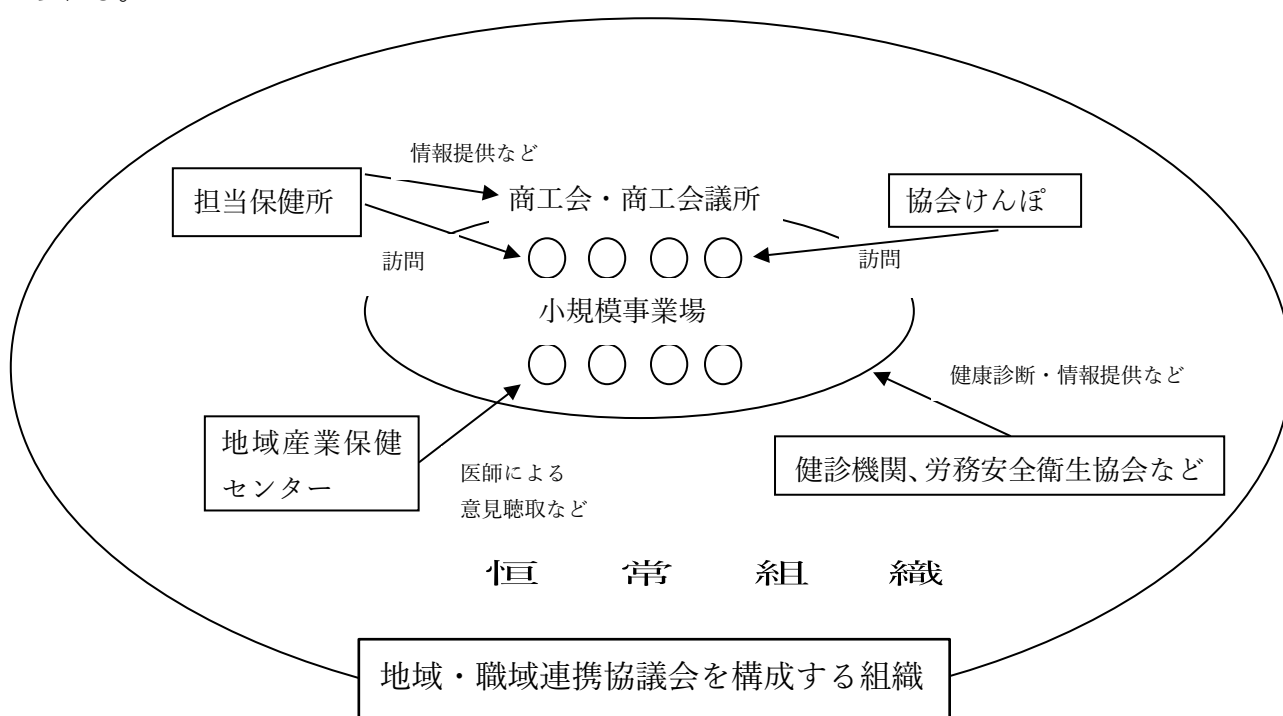 情報提供など
担当保健所
商工会・商工会議所
協会けんぽ
訪問
訪問
小規模事業場
健康診断・情報提供など
地域産業保健
センター
医師による
意見聴取など
健診機関、労務安全衛生協会など
恒常組織
地域・職域連携協議会を構成する組織